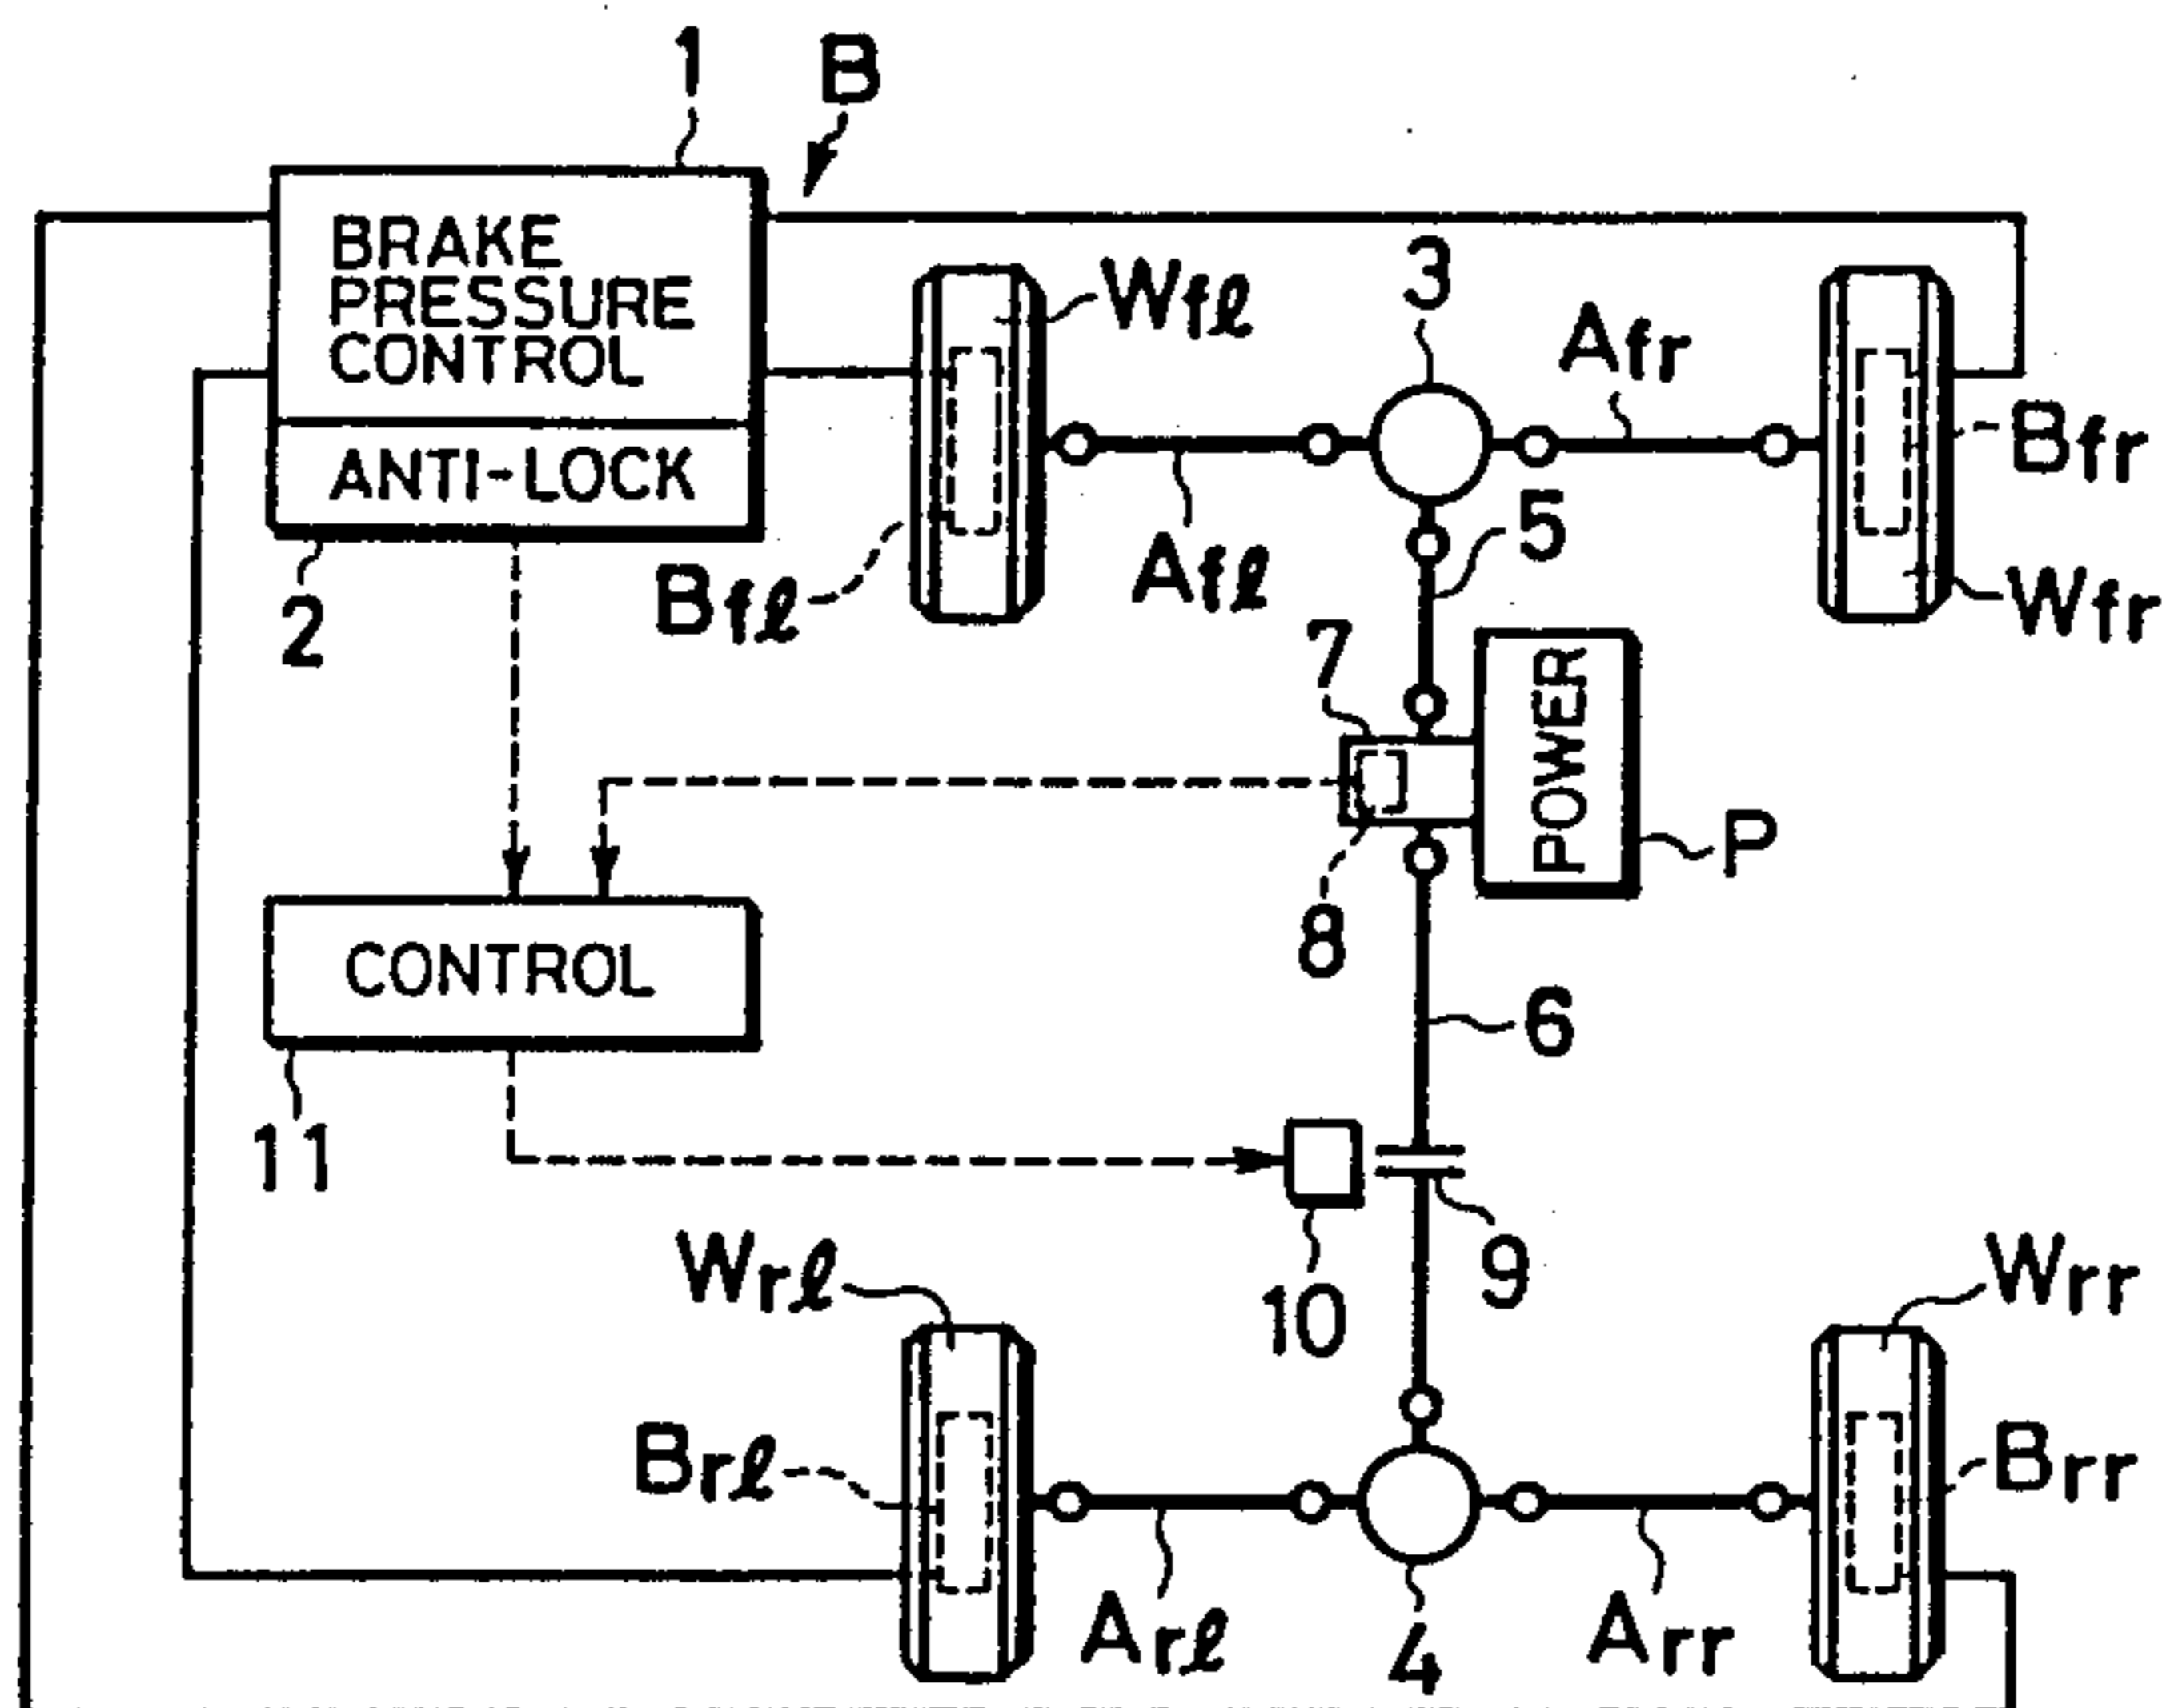 1
B
BRAKE
PRESSURE
CONTROL
ANTI-LOCK
2
Wfℓ
3
Afr
Bfr
Wfr
Bfℓ
Afℓ
5
7
POWER
P
8
CONTROL
11
6
10
9
Wrℓ
Wrr
Brℓ
Brr
Arℓ
4
Arr